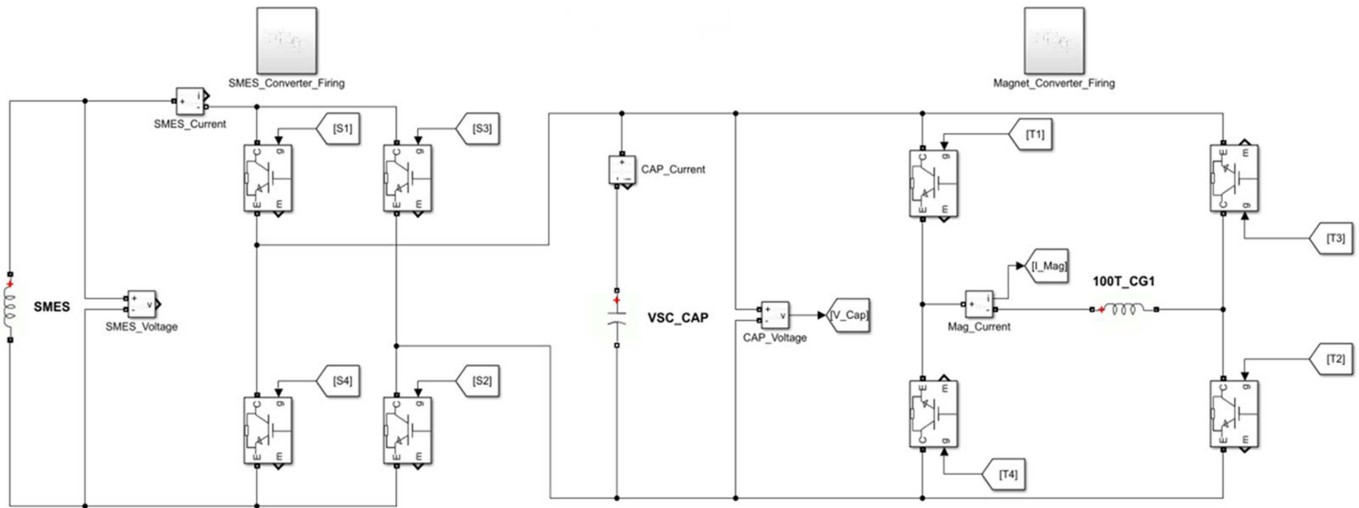 SMES_Converter_Firing
Magnet_Converter_Firing
i
+
-
SMES_Current
[S1]
[S3]
C
g
E
m
C
g
E
m
+
-
i
CAP_Current
[T1]
C
g
E
m
E
m
C
g
[T3]
SMES
+
-
v
SMES_Voltage
VSC_CAP
+
-
v
CAP_Voltage
[V_Cap]
[I_Mag]
+
i
-
Mag_Current
100T_CG1
[S4]
[S2]
[T2]
C
g
E
m
C
g
E
m
E
m
C
g
C
g
E
m
[T4]